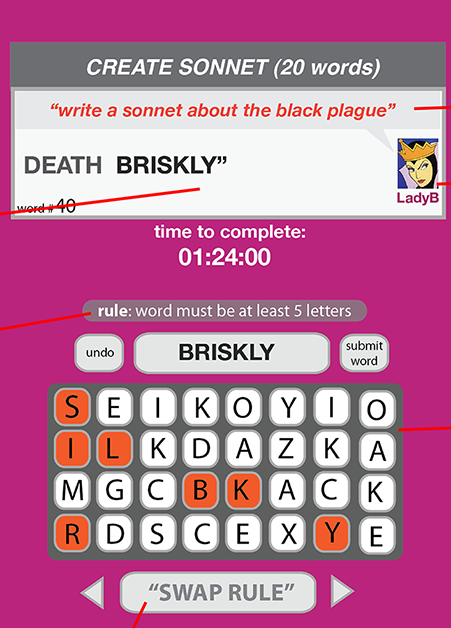 CREATE SONNET (20 words)
“write a sonnet about the black plague”
DEATH BRISKLY”
LadyB
word # 40
time to complete:
01:24:00
rule: word must be at least 5 letters
undo
BRISKLY
submit
word
S E I K O Y I O
I L K D A Z K A
M G C B K A C K
R D S C E X Y E
“SWAP RULE”